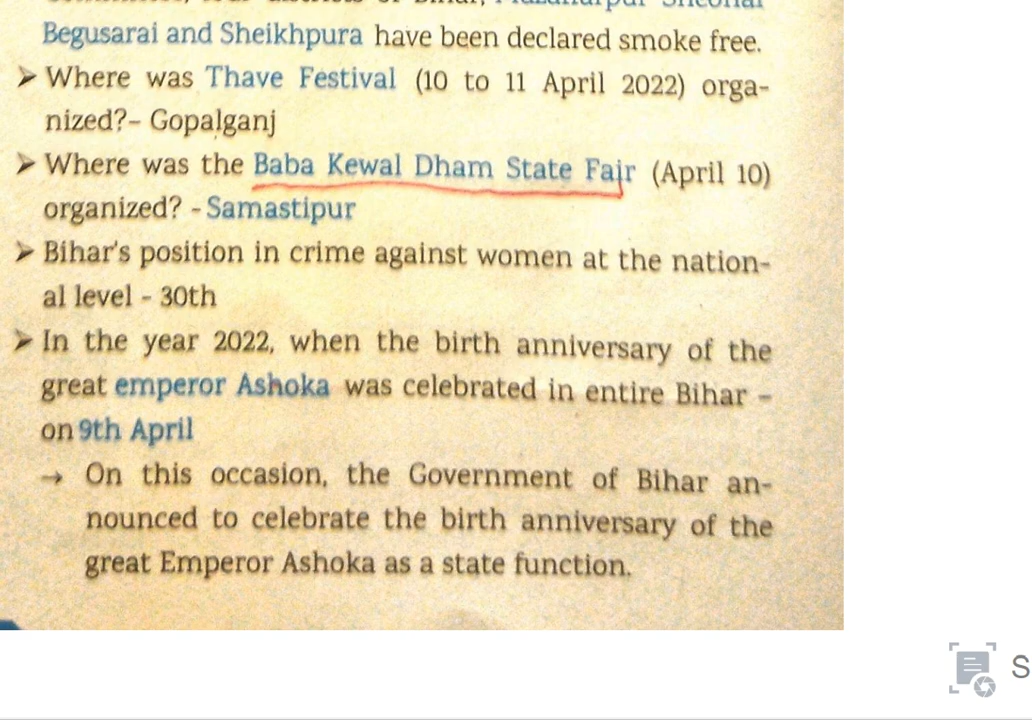 Begusarai and Sheikhpura have been declared smoke free.
➤ Where was Thave Festival (10 to 11 April 2022) orga-
nized?– Gopalganj
➤ Where was the Baba Kewal Dham State Fair (April 10)
organized? - Samastipur
➤ Bihar's position in crime against women at the nation-
al level - 30th
➤ In the year 2022, when the birth anniversary of the
great emperor Ashoka was celebrated in entire Bihar –
on 9th April
→ On this occasion, the Government of Bihar an-
nounced to celebrate the birth anniversary of the
great Emperor Ashoka as a state function.
S